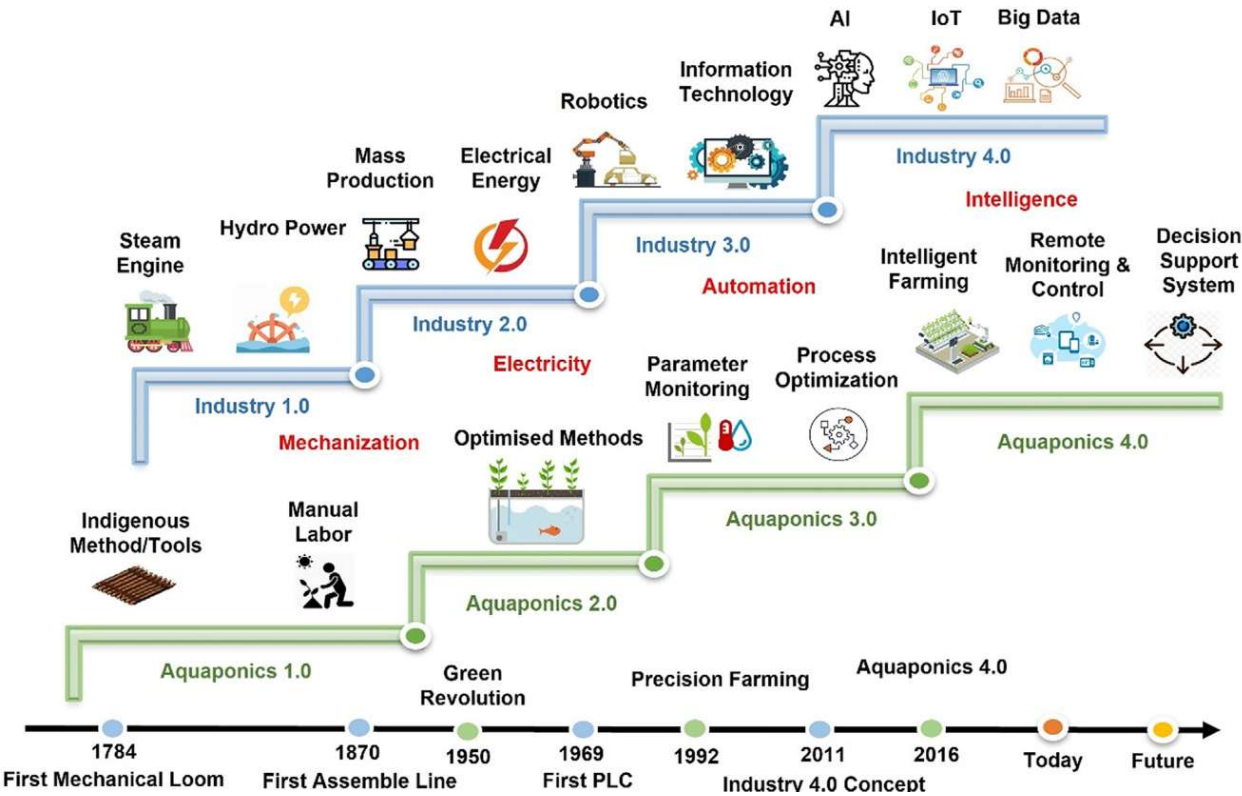 AI
IoT
Big Data
Information
Technology
Robotics
Industry 4.0
Intelligence
Mass
Production
Electrical
Energy
Industry 3.0
Automation
Steam
Engine
Hydro Power
Industry 2.0
Electricity
Industry 1.0
Mechanization
Intelligent
Farming
Remote
Monitoring &
Control
Decision
Support
System
Parameter
Monitoring
Process
Optimization
Aquaponics 4.0
Optimised Methods
Aquaponics 3.0
Indigenous
Method/Tools
Manual
Labor
Aquaponics 2.0
Aquaponics 1.0
Green
Revolution
Precision Farming
Aquaponics 4.0
1784
First Mechanical Loom
1870
First Assemble Line
1950
1969
First PLC
1992
2011
Industry 4.0 Concept
2016
Today
Future